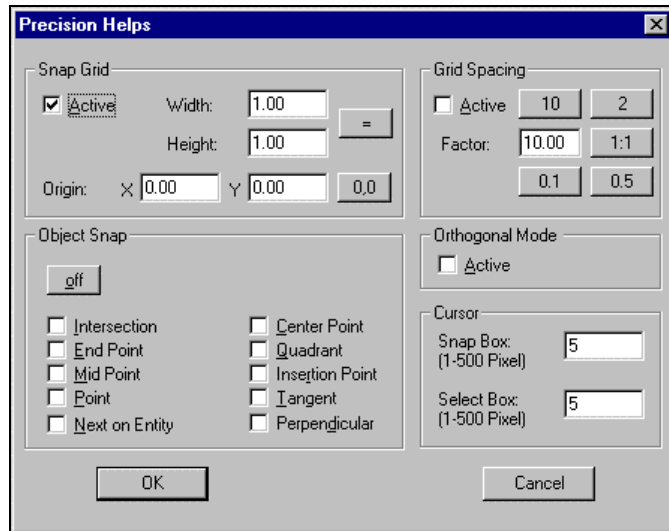 Precision Helps
Snap Grid
Active
Width: 1.00
=
Height: 1.00
Origin: X 0.00 Y 0.00 0,0
Grid Spacing
Active 10 2
Factor: 10.00 1:1
0.1 0.5
Object Snap
off
Intersection
End Point
Mid Point
Point
Next on Entity
Center Point
Quadrant
Insertion Point
Tangent
Perpendicular
Orthogonal Mode
Active
Cursor
Snap Box: 5
(1-500 Pixel)
Select Box: 5
(1-500 Pixel)
OK
Cancel